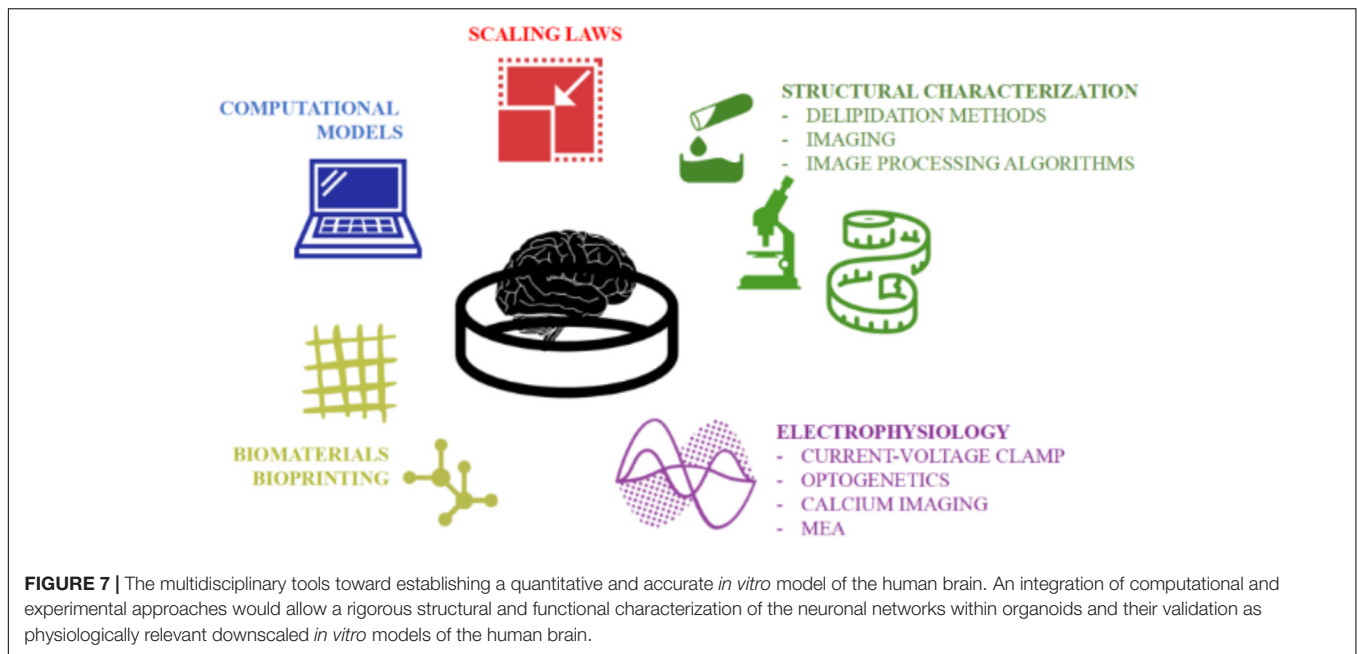 SCALING LAWS
COMPUTATIONAL
MODELS
STRUCTURAL CHARACTERIZATION
- DELIPIDATION METHODS
- IMAGING
- IMAGE PROCESSING ALGORITHMS
BIOMATERIALS
BIOPRINTING
ELECTROPHYSIOLOGY
- CURRENT-VOLTAGE CLAMP
- OPTOGENETICS
- CALCIUM IMAGING
- MEA
FIGURE 7 | The multidisciplinary tools toward establishing a quantitative and accurate in vitro model of the human brain. An integration of computational and
experimental approaches would allow a rigorous structural and functional characterization of the neuronal networks within organoids and their validation as
physiologically relevant downscaled in vitro models of the human brain.